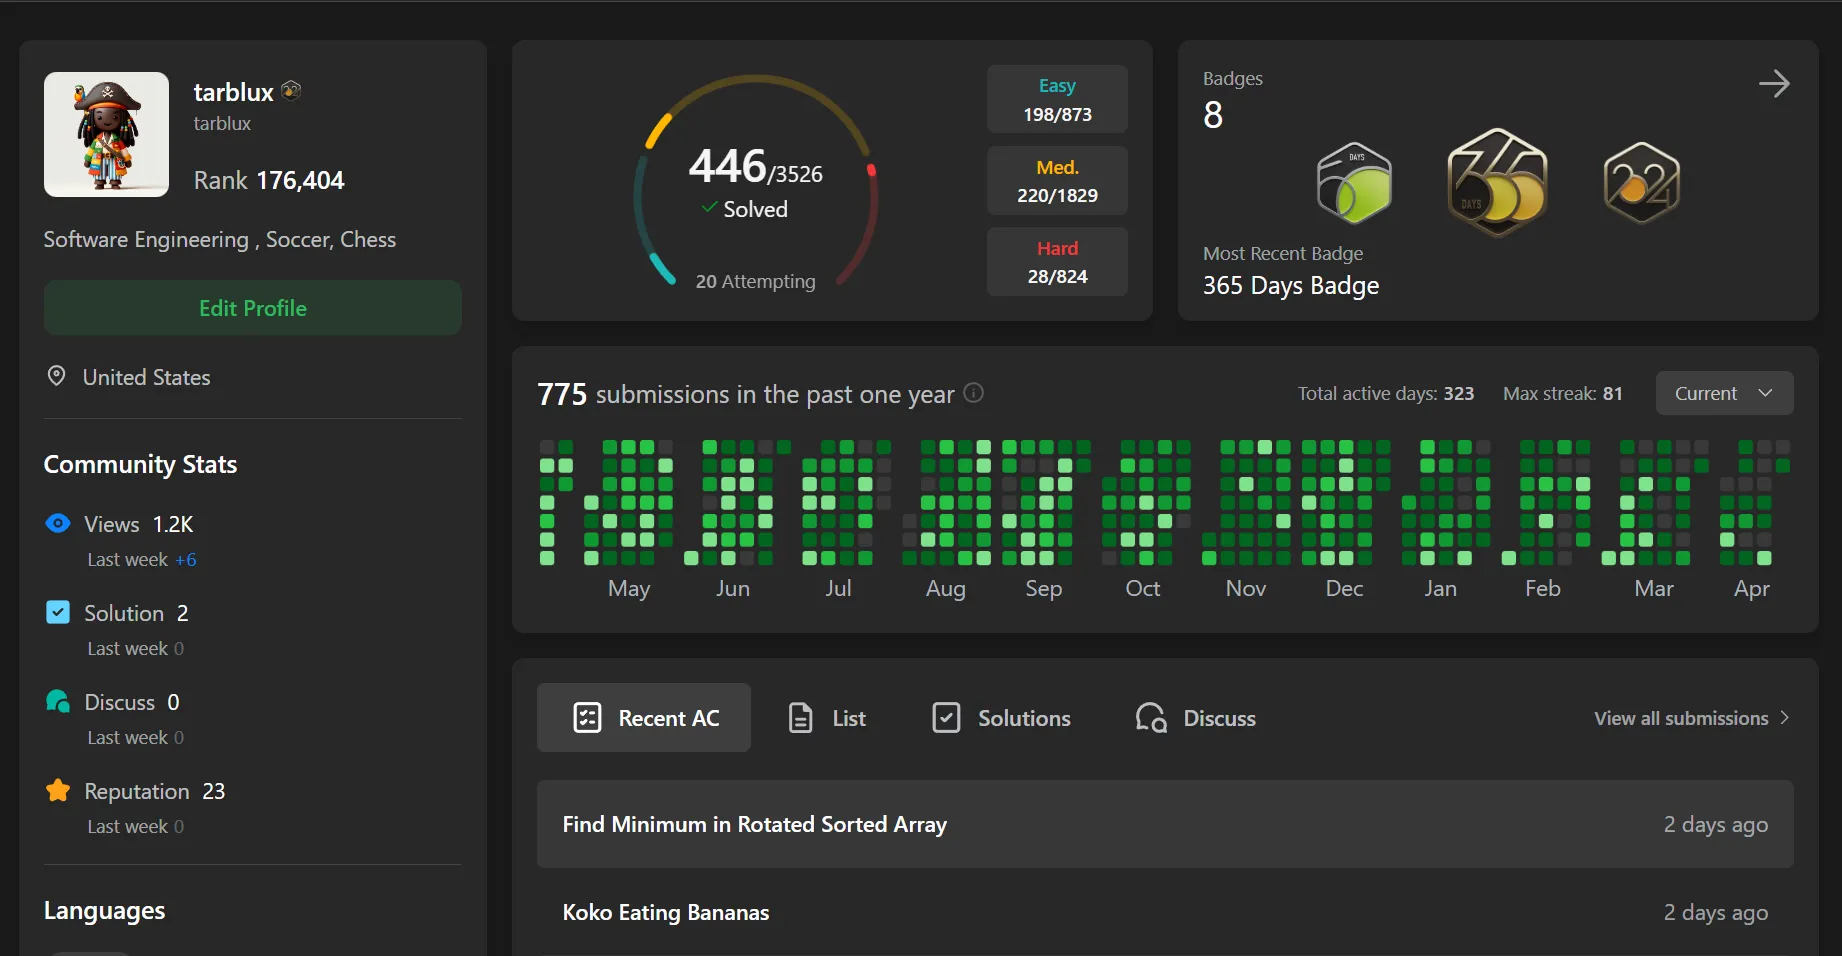 tarblux
tarblux
Rank 176,404
Software Engineering , Soccer, Chess
Edit Profile
United States
Community Stats
Views 1.2K
Last week +6
Solution 2
Last week 0
Discuss 0
Last week 0
Reputation 23
Last week 0
Languages
446/3526
Solved
20 Attempting
Easy
198/873
Med.
220/1829
Hard
28/824
Badges
8
DAYS
365
DAYS
2024
Most Recent Badge
365 Days Badge
775 submissions in the past one year
Total active days: 323
Max streak: 81
Current
May Jun Jul Aug Sep Oct Nov Dec Jan Feb Mar Apr
Recent AC
List
Solutions
Discuss
View all submissions
Find Minimum in Rotated Sorted Array
2 days ago
Koko Eating Bananas
2 days ago